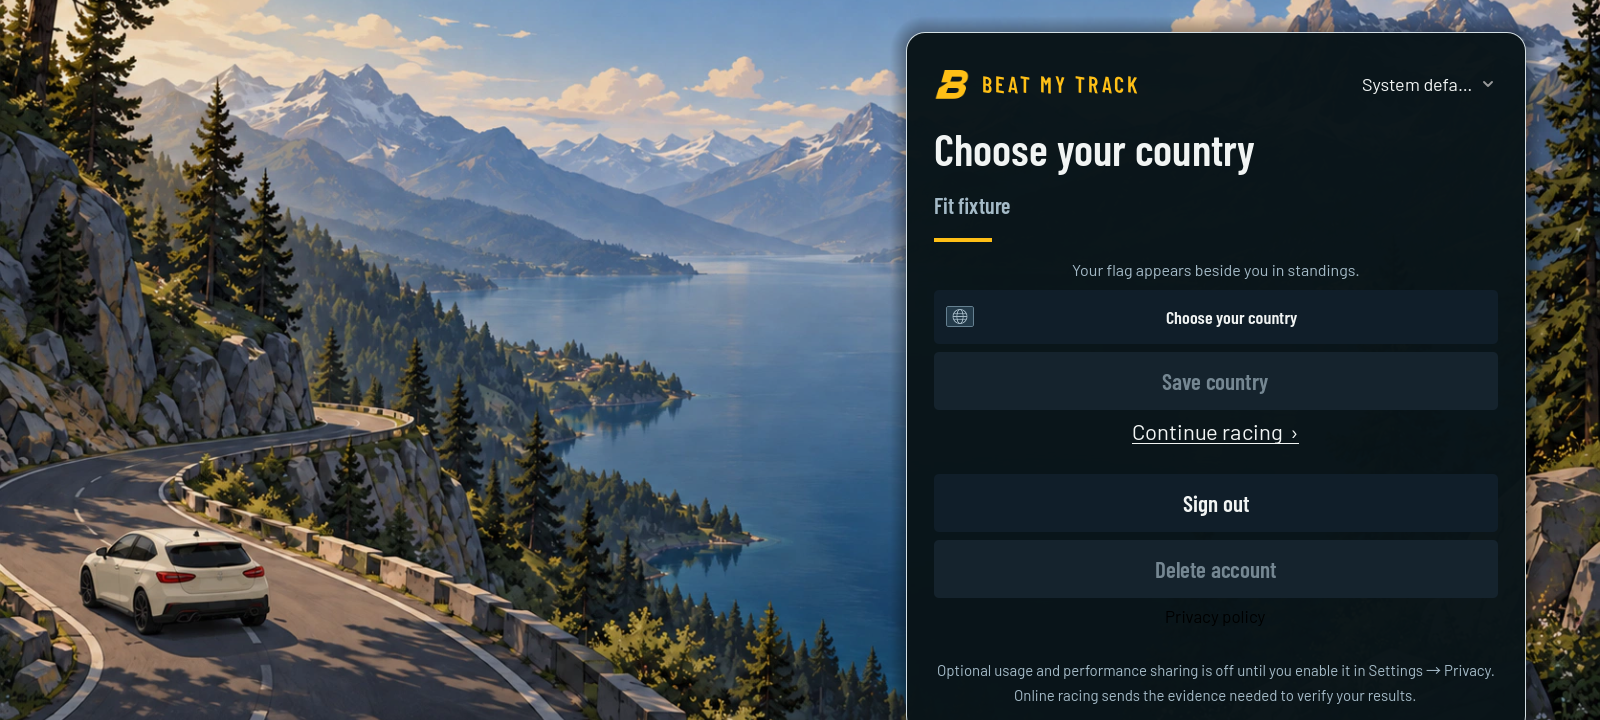 BEAT MY TRACK
System defa...
Choose your country
Fit fixture
Your flag appears beside you in standings.
Choose your country
Save country
Continue racing ›
Sign out
Delete account
Privacy policy
Optional usage and performance sharing is off until you enable it in Settings → Privacy.
Online racing sends the evidence needed to verify your results.